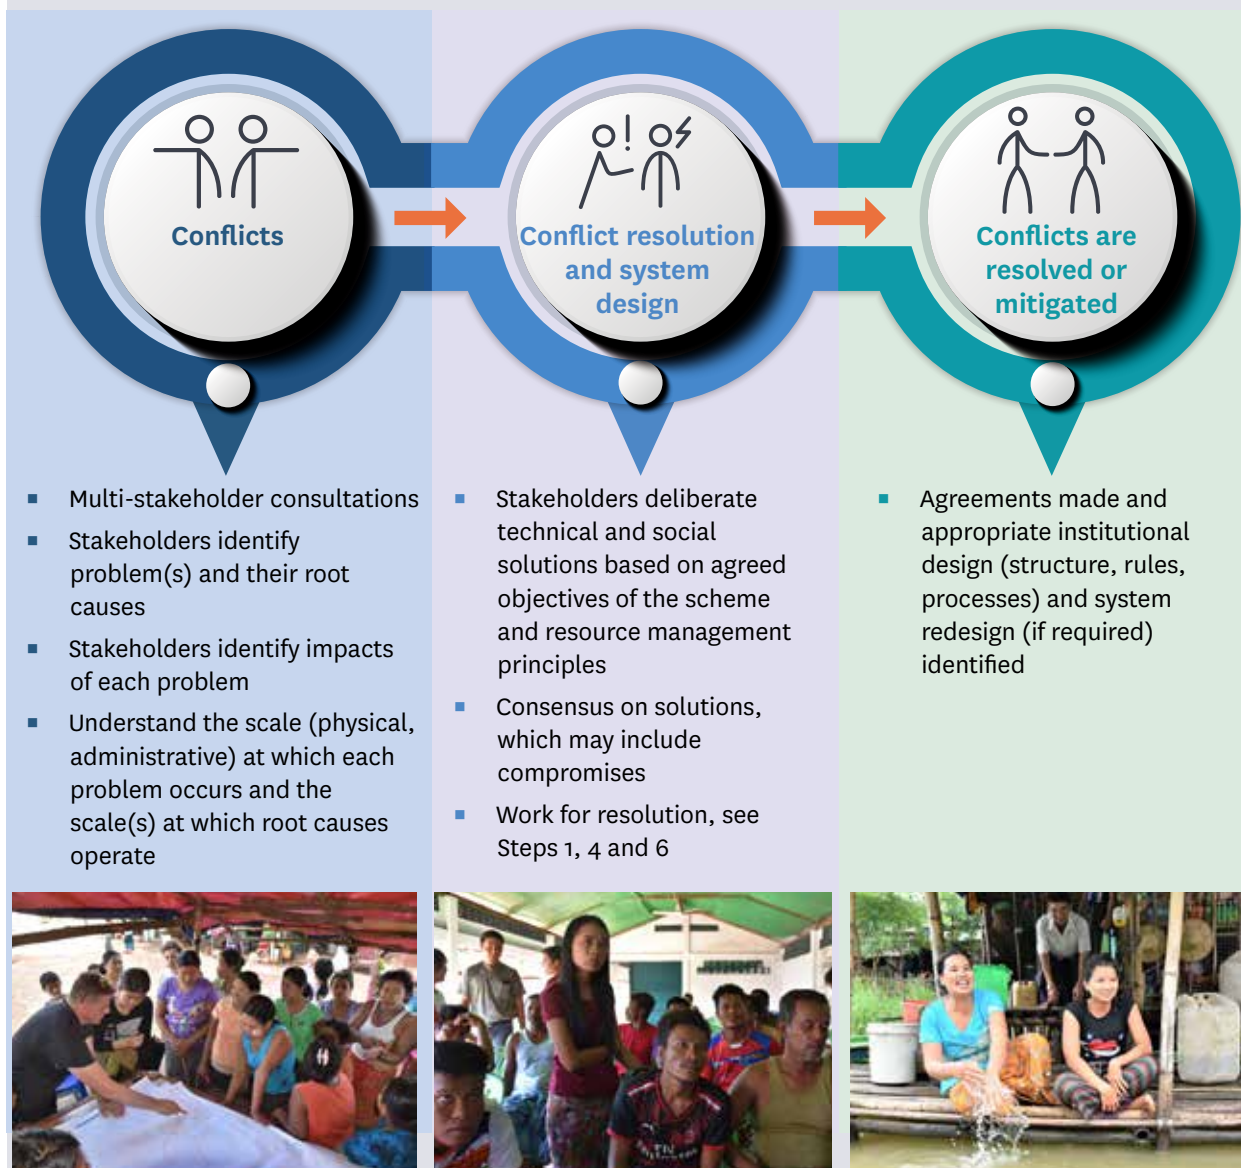 Conflicts
Conflict resolution
and system
design
Conflicts are
resolved or
mitigated
▪ Multi-stakeholder consultations
▪ Stakeholders identify
problem(s) and their root
causes
▪ Stakeholders identify impacts
of each problem
▪ Understand the scale (physical,
administrative) at which each
problem occurs and the
scale(s) at which root causes
operate
▪ Stakeholders deliberate
technical and social
solutions based on agreed
objectives of the scheme
and resource management
principles
▪ Consensus on solutions,
which may include
compromises
▪ Work for resolution, see
Steps 1, 4 and 6
▪ Agreements made and
appropriate institutional
design (structure, rules,
processes) and system
redesign (if required)
identified